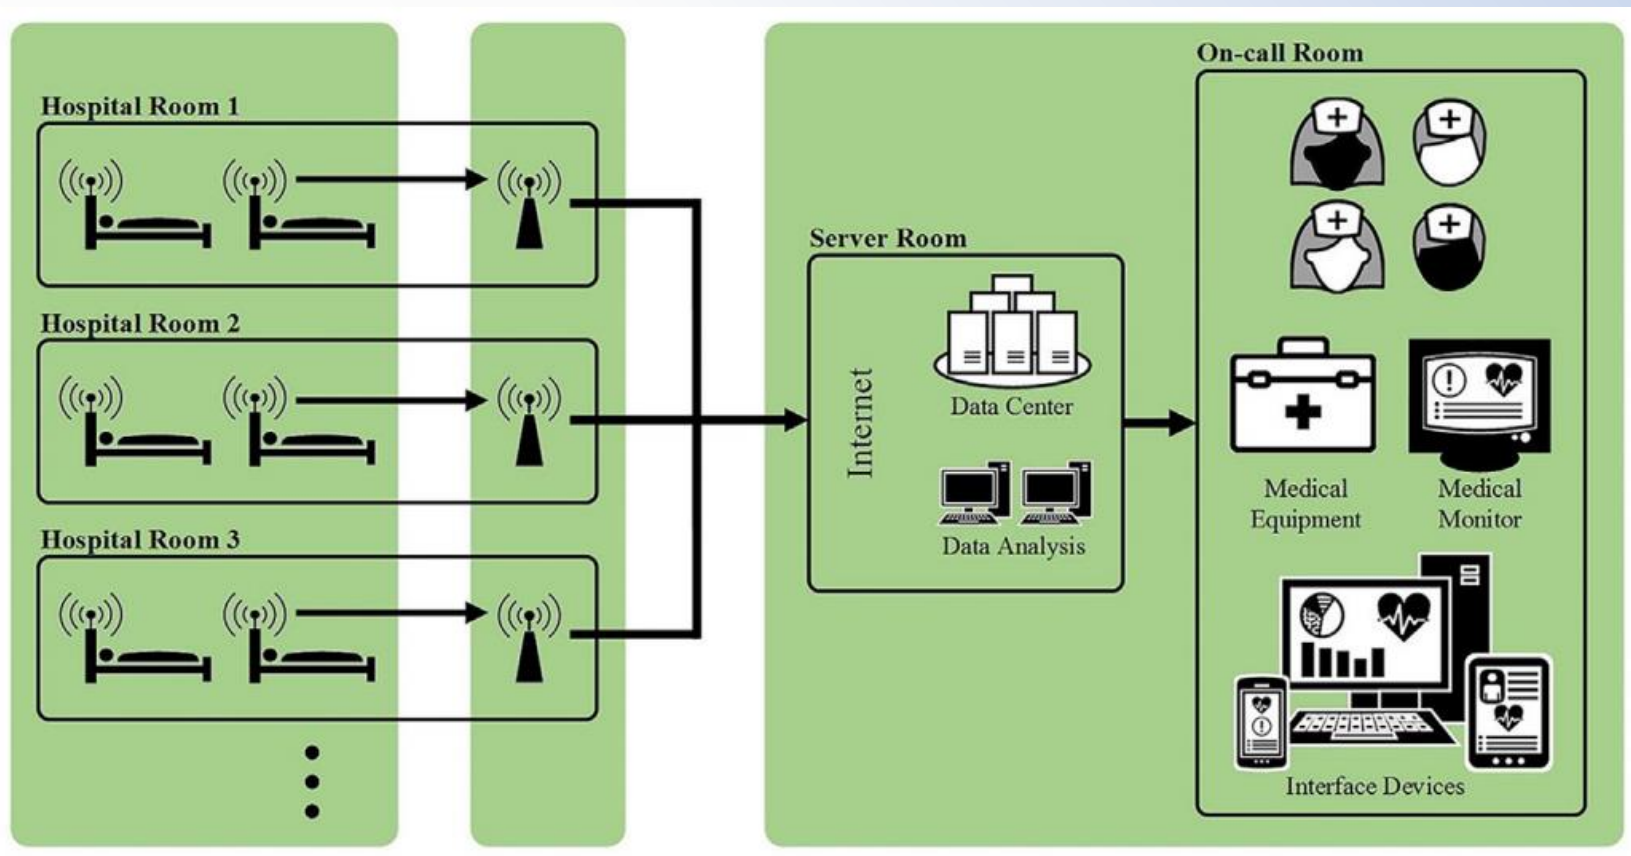 Hospital Room 1
Hospital Room 2
Hospital Room 3
Server Room
Internet
Data Center
Data Analysis
On-call Room
Medical
Equipment
Medical
Monitor
Interface Devices